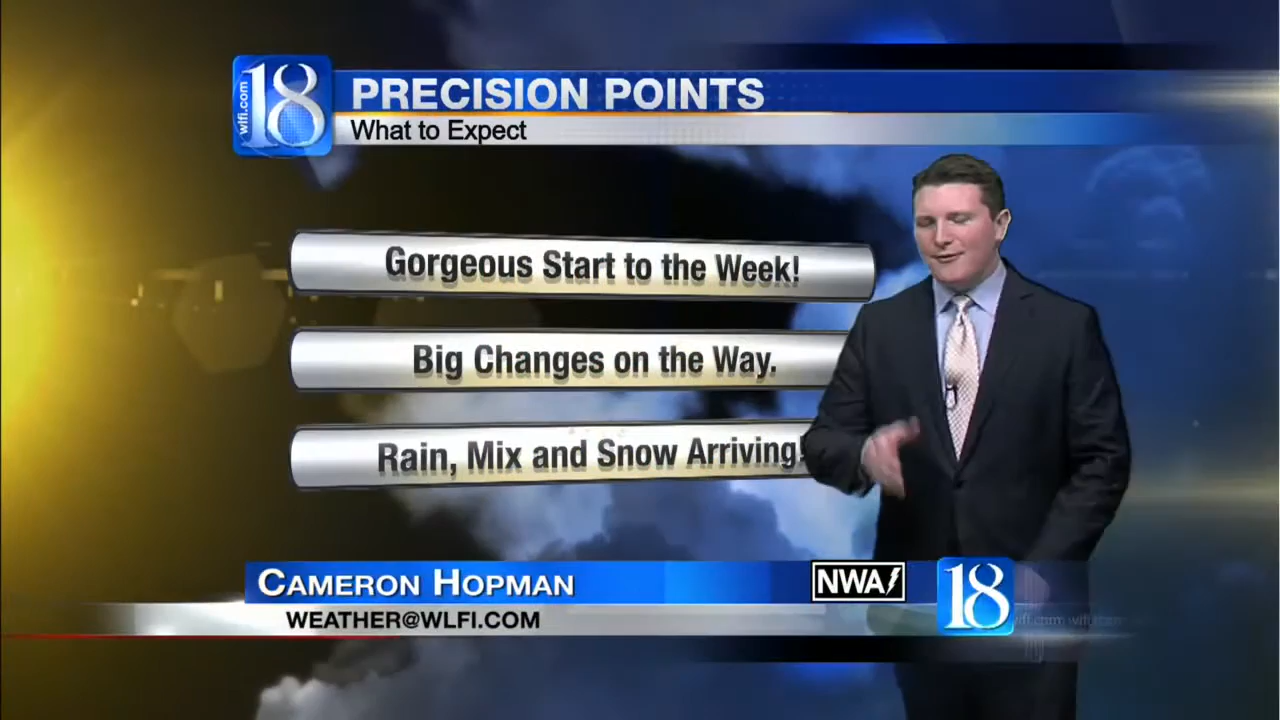 wlfi.com
18
PRECISION POINTS
What to Expect
Gorgeous Start to the Week!
Big Changes on the Way.
Rain, Mix and Snow Arriving!
CAMERON HOPMAN
NWA
18
WEATHER@WLFI.COM